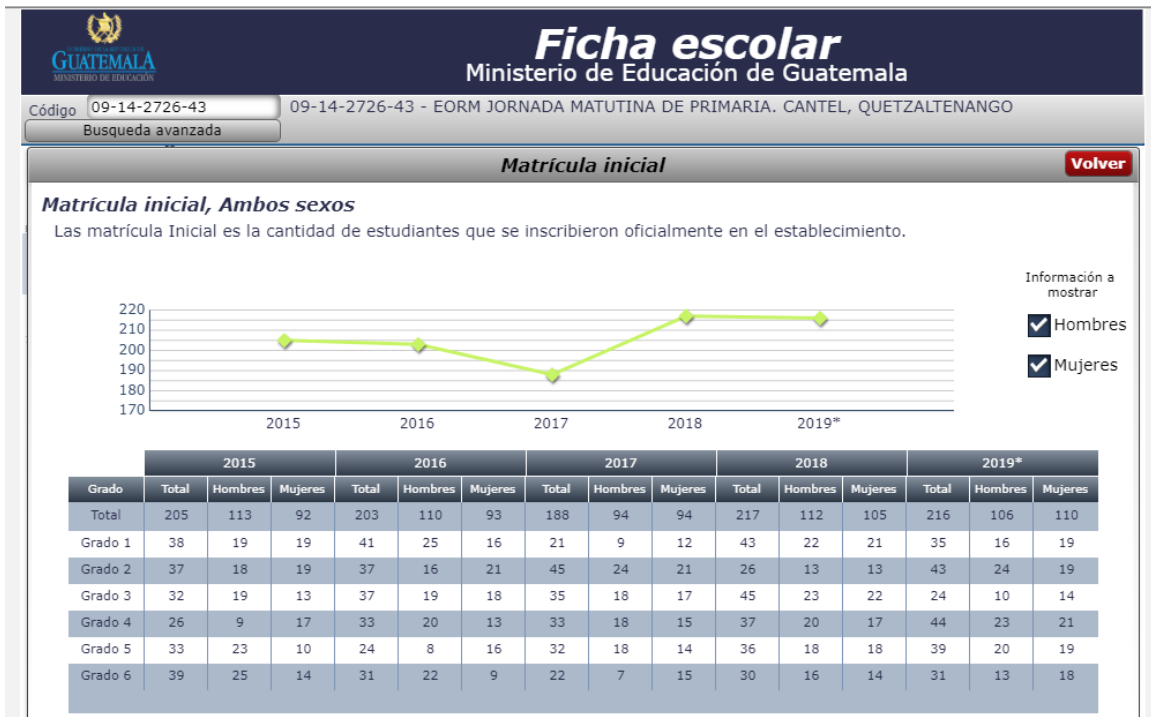 GOBIERNO DE LA REPÚBLICA DE
GUATEMALA
MINISTERIO DE EDUCACIÓN
Ficha escolar
Ministerio de Educación de Guatemala
Código 09-14-2726-43 09-14-2726-43 - EORM JORNADA MATUTINA DE PRIMARIA. CANTEL, QUETZALTENANGO
Busqueda avanzada
Matrícula inicial Volver
Matrícula inicial, Ambos sexos
Las matrícula Inicial es la cantidad de estudiantes que se inscribieron oficialmente en el establecimiento.
Información a
mostrar
Hombres
Mujeres
220
210
200
190
180
170
2015 2016 2017 2018 2019*
2015 2016 2017 2018 2019*
Grado Total Hombres Mujeres Total Hombres Mujeres Total Hombres Mujeres Total Hombres Mujeres Total Hombres Mujeres
Total 205 113 92 203 110 93 188 94 94 217 112 105 216 106 110
Grado 1 38 19 19 41 25 16 21 9 12 43 22 21 35 16 19
Grado 2 37 18 19 37 16 21 45 24 21 26 13 13 43 24 19
Grado 3 32 19 13 37 19 18 35 18 17 45 23 22 24 10 14
Grado 4 26 9 17 33 20 13 33 18 15 37 20 17 44 23 21
Grado 5 33 23 10 24 8 16 32 18 14 36 18 18 39 20 19
Grado 6 39 25 14 31 22 9 22 7 15 30 16 14 31 13 18